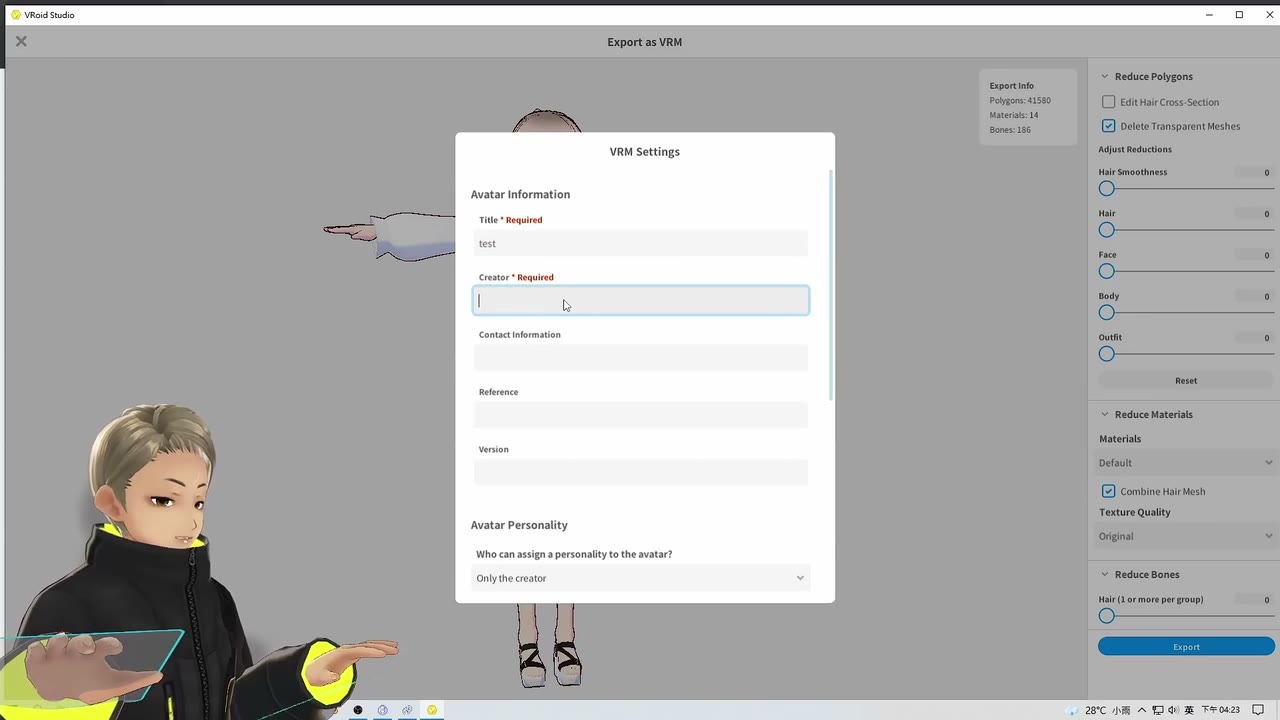 VRoid Studio
Export as VRM
Export Info
Polygons: 41580
Materials: 14
Bones: 186
VRM Settings
Avatar Information
Title * Required
test
Creator * Required
Contact Information
Reference
Version
Avatar Personality
Who can assign a personality to the avatar?
Only the creator
Reduce Polygons
Edit Hair Cross-Section
Delete Transparent Meshes
Adjust Reductions
Hair Smoothness 0
Hair 0
Face 0
Body 0
Outfit 0
Reset
Reduce Materials
Materials
Default
Combine Hair Mesh
Texture Quality
Original
Reduce Bones
Hair (1 or more per group) 0
Export
28°C 小雨 英 下午 04:23